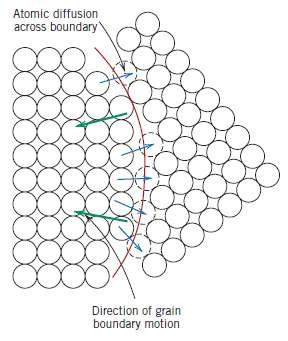 Atomic diffusion
across boundary
Direction of grain
boundary motion